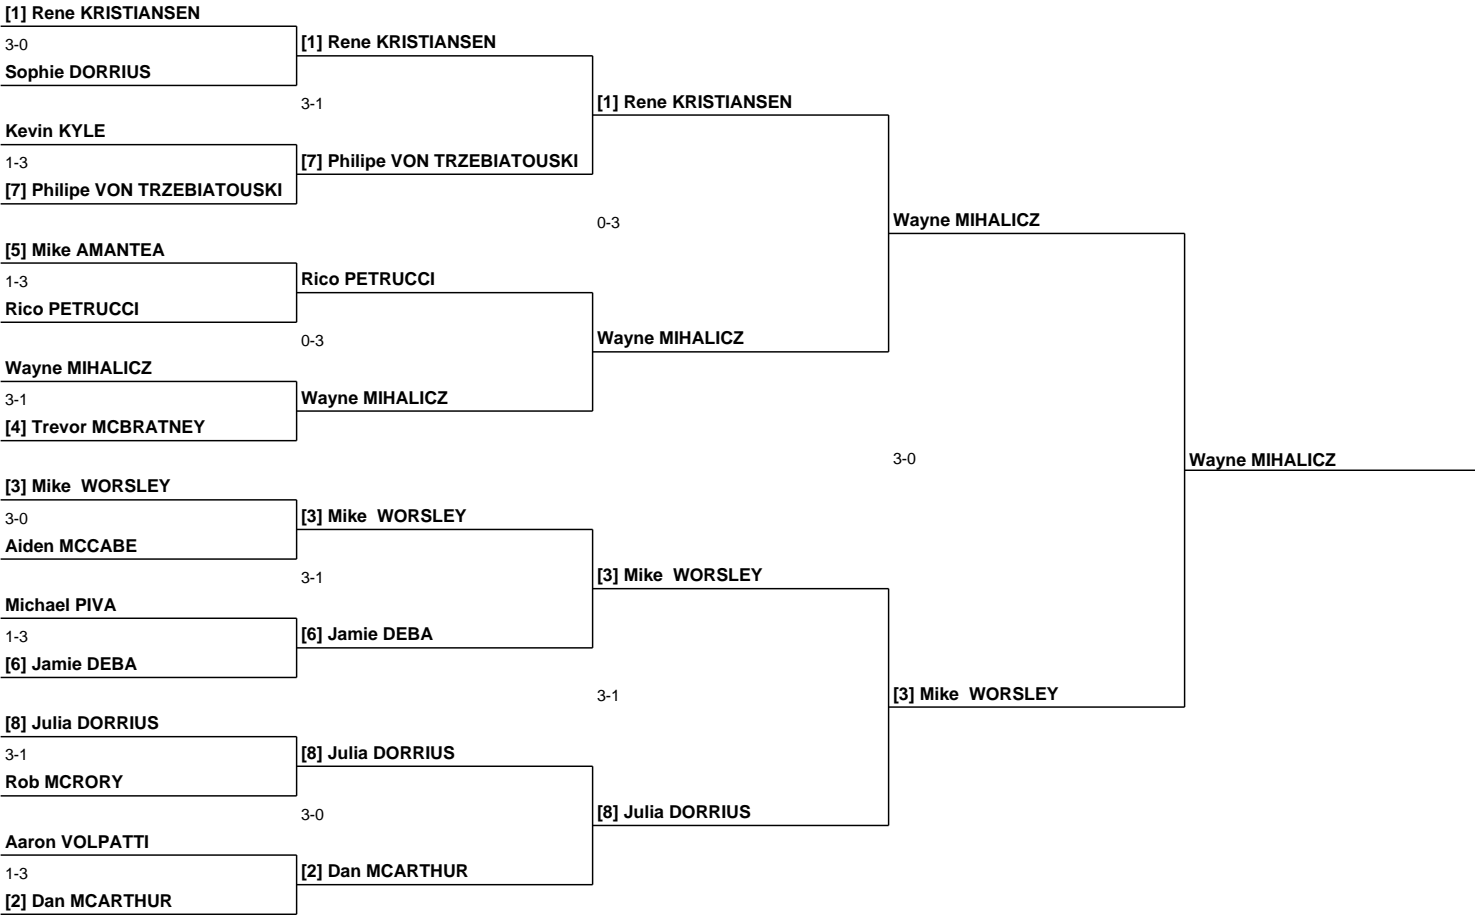 [1] Rene KRISTIANSEN
3-0
Sophie DORRIUS
Kevin KYLE
1-3
[7] Philipe VON TRZEBIATOUSKI
[5] Mike AMANTEA
1-3
Rico PETRUCCI
Wayne MIHALICZ
3-1
[4] Trevor MCBRATNEY
[3] Mike  WORSLEY
3-0
Aiden MCCABE
Michael PIVA
1-3
[6] Jamie DEBA
[8] Julia DORRIUS
3-1
Rob MCRORY
Aaron VOLPATTI
1-3
[2] Dan MCARTHUR
[1] Rene KRISTIANSEN
3-1
[7] Philipe VON TRZEBIATOUSKI
Rico PETRUCCI
0-3
Wayne MIHALICZ
[3] Mike  WORSLEY
3-1
[6] Jamie DEBA
[8] Julia DORRIUS
3-0
[2] Dan MCARTHUR
[1] Rene KRISTIANSEN
0-3
Wayne MIHALICZ
[3] Mike  WORSLEY
3-1
[8] Julia DORRIUS
Wayne MIHALICZ
3-0
[3] Mike  WORSLEY
Wayne MIHALICZ